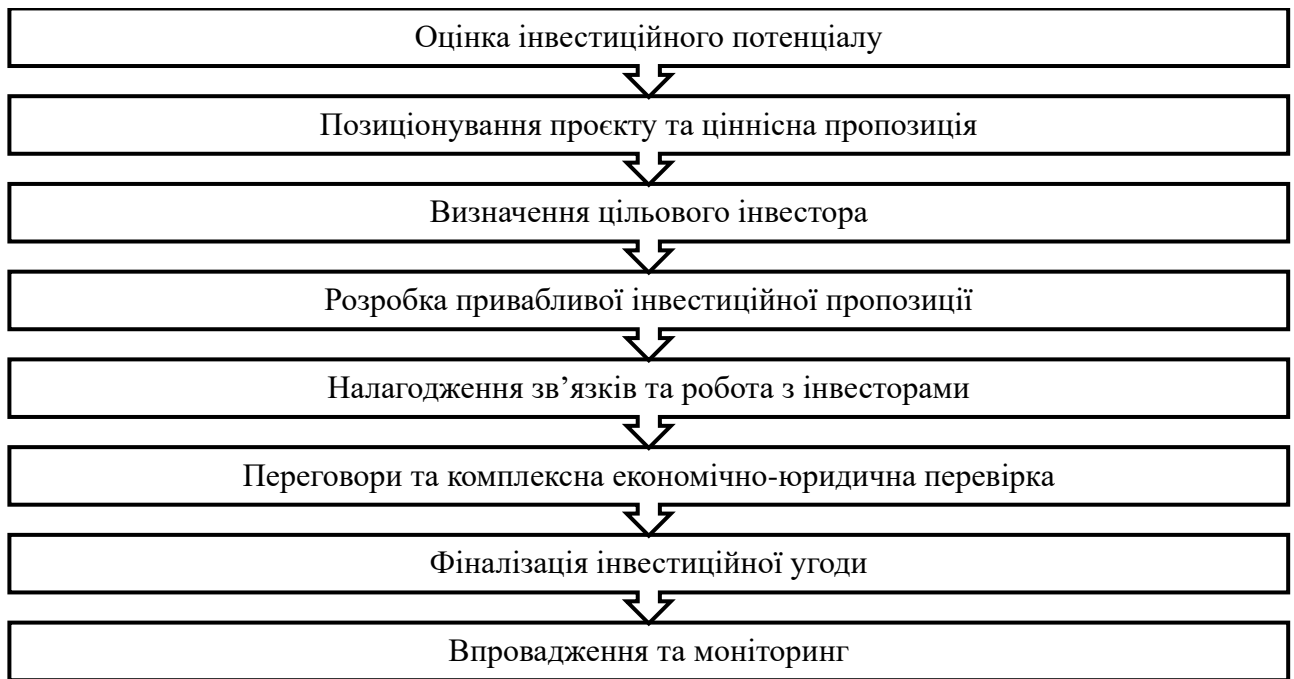 Оцінка інвестиційного потенціалу
Позиціонування проєкту та ціннісна пропозиція
Визначення цільового інвестора
Розробка привабливої інвестиційної пропозиції
Налагодження зв’язків та робота з інвесторами
Переговори та комплексна економічно-юридична перевірка
Фіналізація інвестиційної угоди
Впровадження та моніторинг